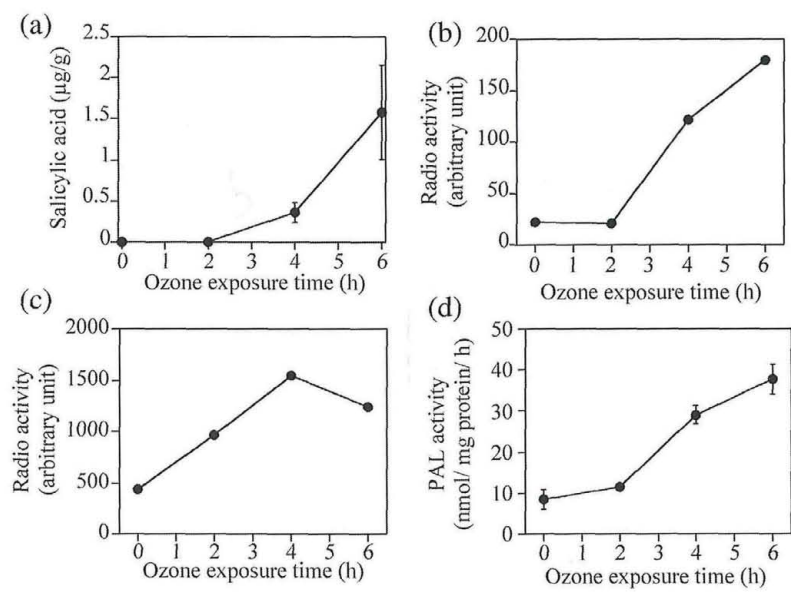 (a)
2.5
2
1.5
1
0.5
0
Salicylic acid (μg/g)
0 1 2 3 4 5 6
Ozone exposure time (h)
(b)
200
150
100
50
0
Radio activity
(arbitrary unit)
0 1 2 3 4 5 6
Ozone exposure time (h)
(c)
2000
1500
1000
500
0
Radio activity
(arbitrary unit)
0 1 2 3 4 5 6
Ozone exposure time (h)
(d)
50
40
30
20
10
0
PAL activity
(nmol/ mg protein/ h)
0 1 2 3 4 5 6
Ozone exposure time (h)